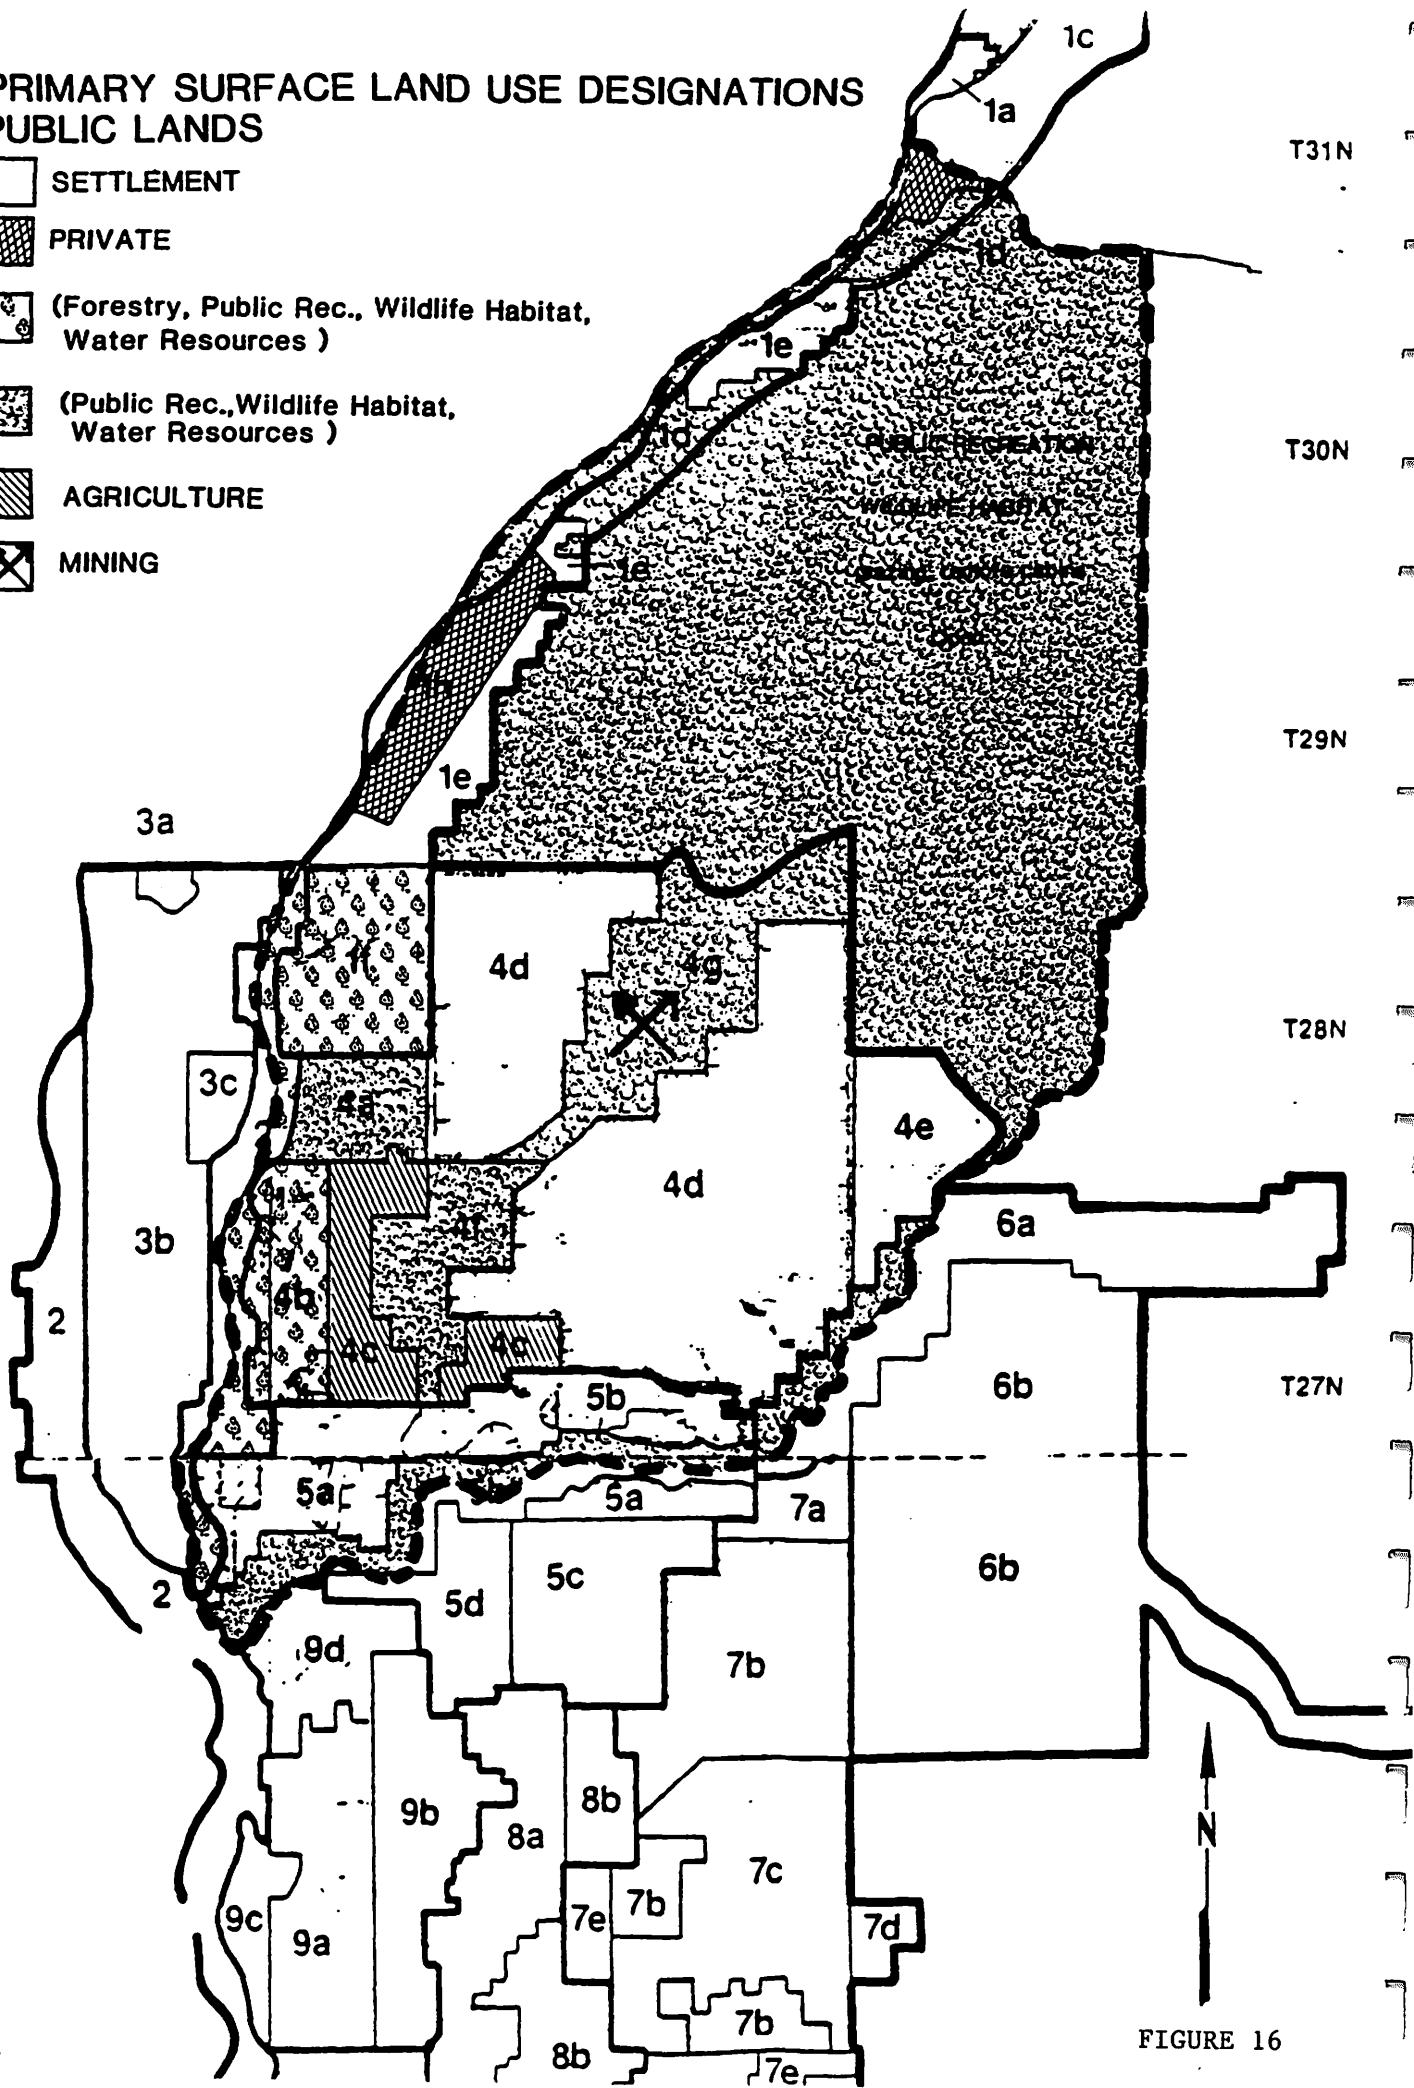 PRIMARY SURFACE LAND USE DESIGNATIONS
PUBLIC LANDS
SETTLEMENT
PRIVATE
(Forestry, Public Rec., Wildlife Habitat,
Water Resources )
(Public Rec.,Wildlife Habitat,
Water Resources )
AGRICULTURE
MINING
1c
1a
T31N
1d
1e
1d
PUBLIC RECREATION
T30N
WILDLIFE HABITAT
1e
T29N
1e
3a
1f
4d
4g
T28N
3c
4a
4e
4d
4f
6a
3b
4b
2
4c
4c
5b
6b
T27N
5a
5a
7a
2
5d
5c
6b
9d
7b
9b
8b
8a
N
7c
9c
9a
7e
7b
7d
7b
8b
7e
FIGURE 16